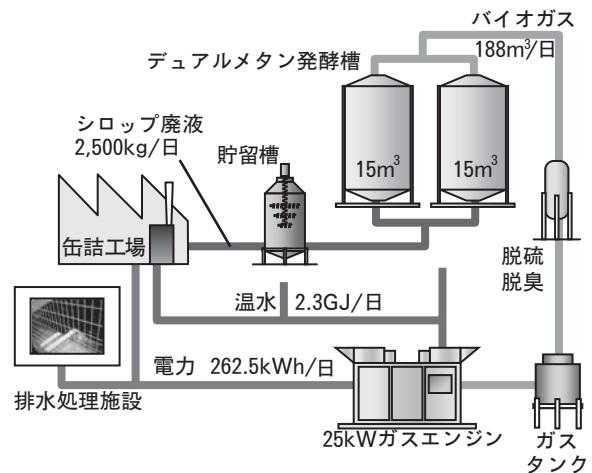 バイオガス
188m³/日
デュアルメタン発酵槽
シロップ廃液
2,500kg/日
貯留槽
15m³
15m³
缶詰工場
脱硫
脱臭
温水 2.3GJ/日
電力 262.5kWh/日
排水処理施設
25kWガスエンジン
ガス
タンク